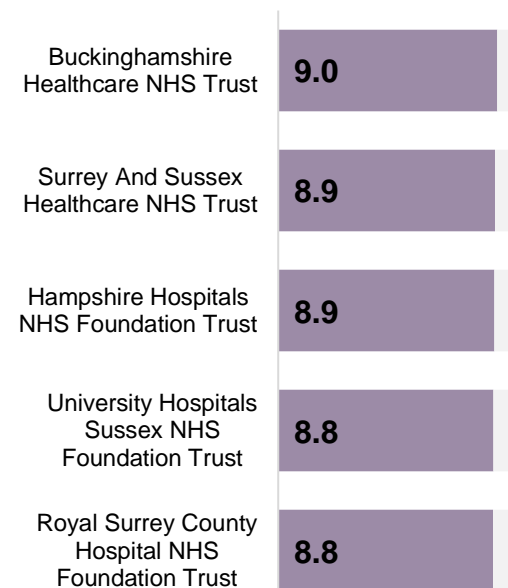 Buckinghamshire
Healthcare NHS Trust
9.0
Surrey And Sussex
Healthcare NHS Trust
8.9
Hampshire Hospitals
NHS Foundation Trust
8.9
University Hospitals
Sussex NHS
Foundation Trust
8.8
Royal Surrey County
Hospital NHS
Foundation Trust
8.8